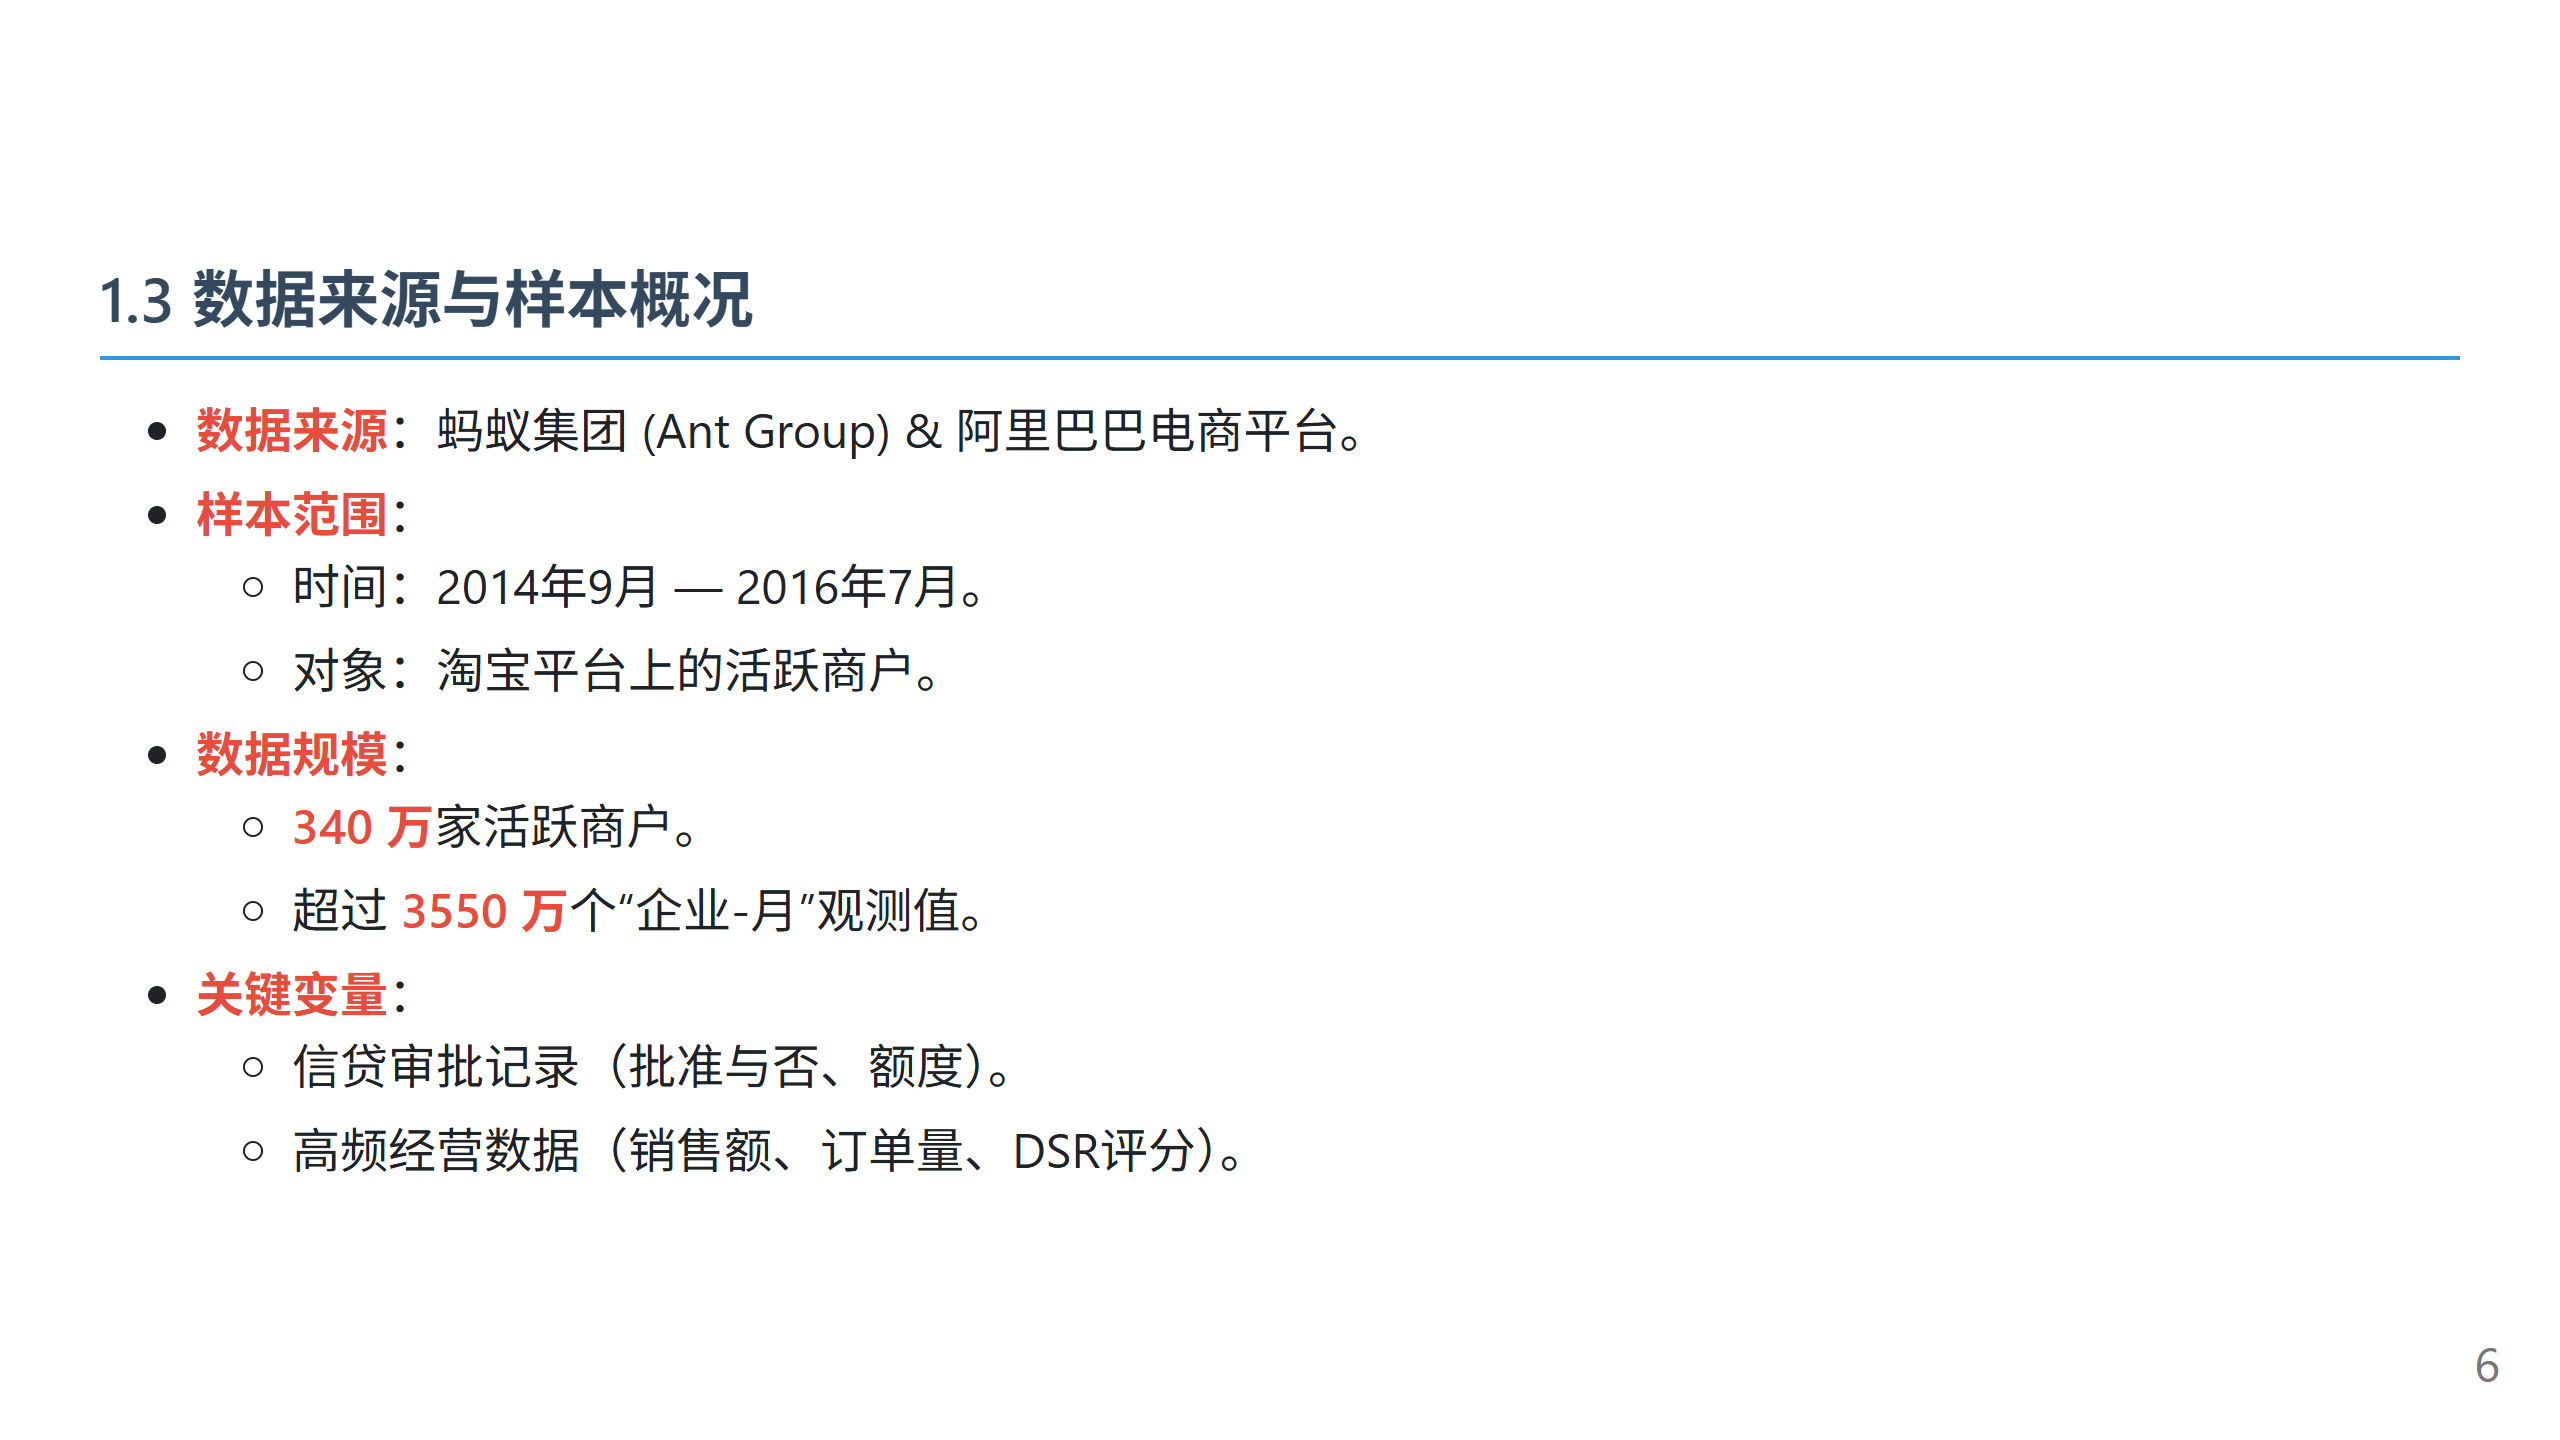 1.3 数据来源与样本概况
• 数据来源：蚂蚁集团 (Ant Group) & 阿里巴巴电商平台。
• 样本范围：
○ 时间：2014年9月 — 2016年7月。
○ 对象：淘宝平台上的活跃商户。
• 数据规模：
○ 340 万家活跃商户。
○ 超过 3550 万个“企业-月”观测值。
• 关键变量：
○ 信贷审批记录（批准与否、额度）。
○ 高频经营数据（销售额、订单量、DSR评分）。
6